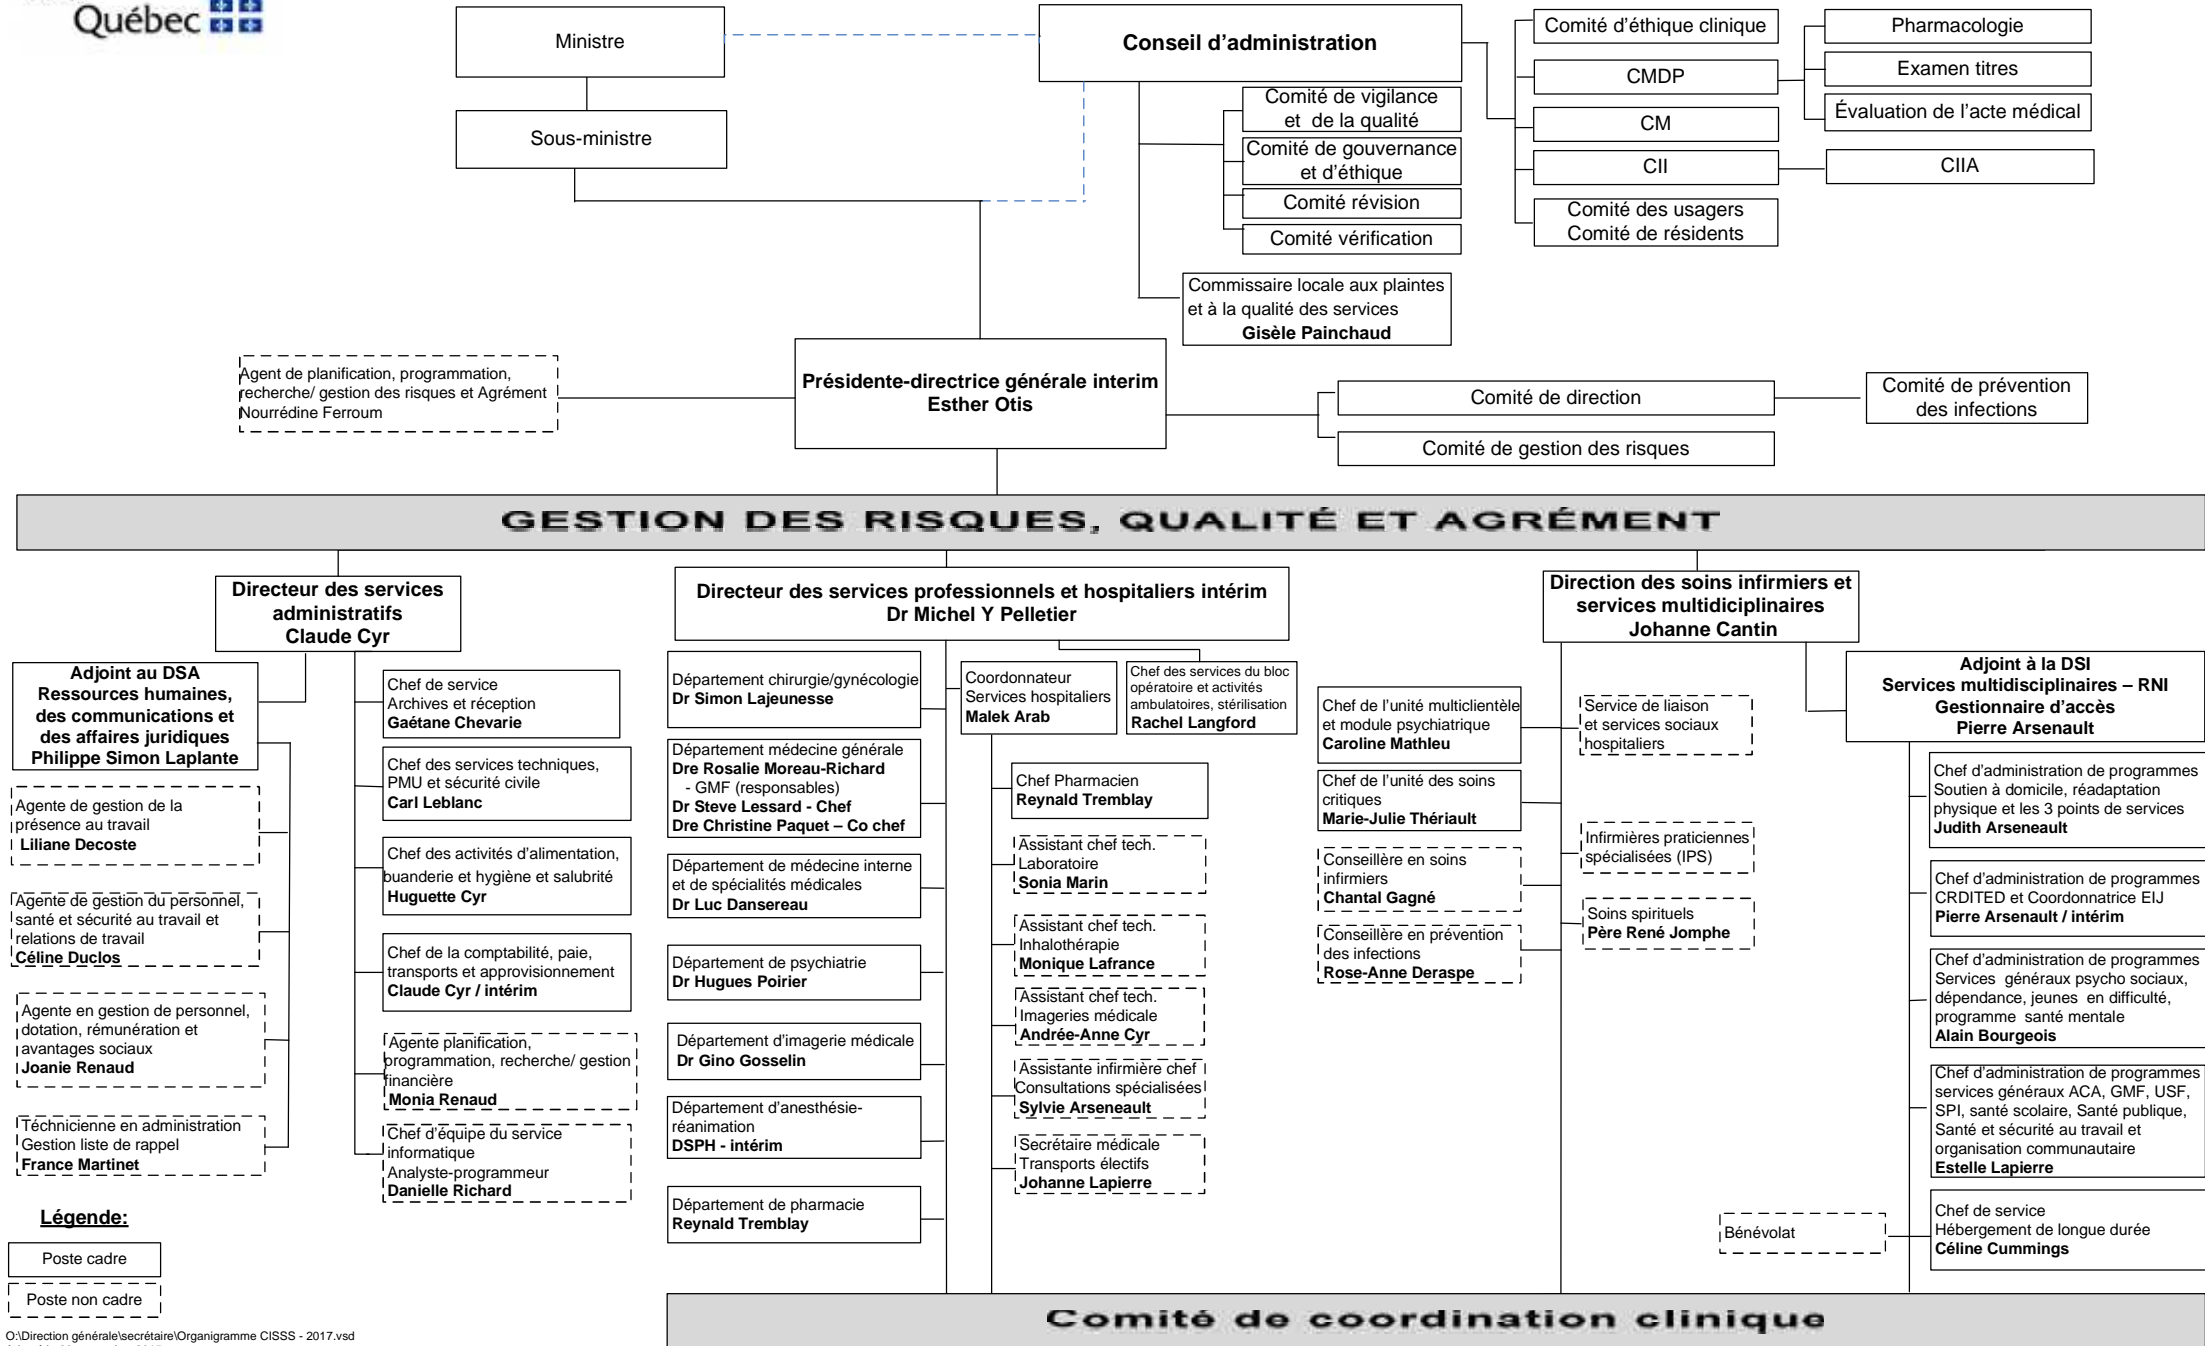 Québec
Ministre
Sous-ministre
Conseil d'administration
Comité de vigilance
et de la qualité
Comité de gouvernance
et d'éthique
Comité révision
Comité vérification
Commissaire locale aux plaintes
et à la qualité des services
Gisèle Painchaud
Comité d'éthique clinique
CMDP
CM
CII
Comité des usagers
Comité de résidents
Pharmacologie
Examen titres
Évaluation de l'acte médical
CIIA
Agent de planification, programmation,
recherche/ gestion des risques et Agrément
Nourrédine Ferroum
Présidente-directrice générale interim
Esther Otis
Comité de direction
Comité de gestion des risques
Comité de prévention
des infections
GESTION DES RISQUES, QUALITÉ ET AGRÉMENT
Directeur des services
administratifs
Claude Cyr
Adjoint au DSA
Ressources humaines,
des communications et
des affaires juridiques
Philippe Simon Laplante
Agente de gestion de la
présence au travail
Liliane Decoste
Agente de gestion du personnel,
santé et sécurité au travail et
relations de travail
Céline Duclos
Agente en gestion de personnel,
dotation, rémunération et
avantages sociaux
Joanie Renaud
Téchnicienne en administration
Gestion liste de rappel
France Martinet
Chef de service
Archives et réception
Gaétane Chevarie
Chef des services techniques,
PMU et sécurité civile
Carl Leblanc
Chef des activités d'alimentation,
buanderie et hygiène et salubrité
Huguette Cyr
Chef de la comptabilité, paie,
transports et approvisionnement
Claude Cyr / intérim
Agente planification,
programmation, recherche/ gestion
financière
Monia Renaud
Chef d'équipe du service
informatique
Analyste-programmeur
Danielle Richard
Directeur des services professionnels et hospitaliers intérim
Dr Michel Y Pelletier
Département chirurgie/gynécologie
Dr Simon Lajeunesse
Département médecine générale
Dre Rosalie Moreau-Richard
- GMF (responsables)
Dr Steve Lessard - Chef
Dre Christine Paquet – Co chef
Département de médecine interne
et de spécialités médicales
Dr Luc Dansereau
Département de psychiatrie
Dr Hugues Poirier
Département d'imagerie médicale
Dr Gino Gosselin
Département d'anesthésie-
réanimation
DSPH - intérim
Département de pharmacie
Reynald Tremblay
Coordonnateur
Services hospitaliers
Malek Arab
Chef des services du bloc
opératoire et activités
ambulatoires, stérilisation
Rachel Langford
Chef Pharmacien
Reynald Tremblay
Assistant chef tech.
Laboratoire
Sonia Marin
Assistant chef tech.
Inhalothérapie
Monique Lafrance
Assistant chef tech.
Imageries médicale
Andrée-Anne Cyr
Assistante infirmière chef
Consultations spécialisées
Sylvie Arseneault
Secrétaire médicale
Transports électifs
Johanne Lapierre
Direction des soins infirmiers et
services multidiciplinaires
Johanne Cantin
Chef de l'unité multiclientèle
et module psychiatrique
Caroline Mathleu
Chef de l'unité des soins
critiques
Marie-Julie Thériault
Conseillère en soins
infirmiers
Chantal Gagné
Conseillère en prévention
des infections
Rose-Anne Deraspe
Service de liaison
et services sociaux
hospitaliers
Infirmières praticiennes
spécialisées (IPS)
Soins spirituels
Père René Jomphe
Adjoint à la DSI
Services multidisciplinaires – RNI
Gestionnaire d'accès
Pierre Arsenault
Chef d'administration de programmes
Soutien à domicile, réadaptation
physique et les 3 points de services
Judith Arseneault
Chef d'administration de programmes
CRDITED et Coordonnatrice EIJ
Pierre Arsenault / intérim
Chef d'administration de programmes
Services généraux psycho sociaux,
dépendance, jeunes en difficulté,
programme santé mentale
Alain Bourgeois
Chef d'administration de programmes
services généraux ACA, GMF, USF,
SPI, santé scolaire, Santé publique,
Santé et sécurité au travail et
organisation communautaire
Estelle Lapierre
Bénévolat
Chef de service
Hébergement de longue durée
Céline Cummings
Légende:
Poste cadre
Poste non cadre
Comité de coordination clinique
O:\Direction générale\secrétaire\Organigramme CISSS - 2017.vsd